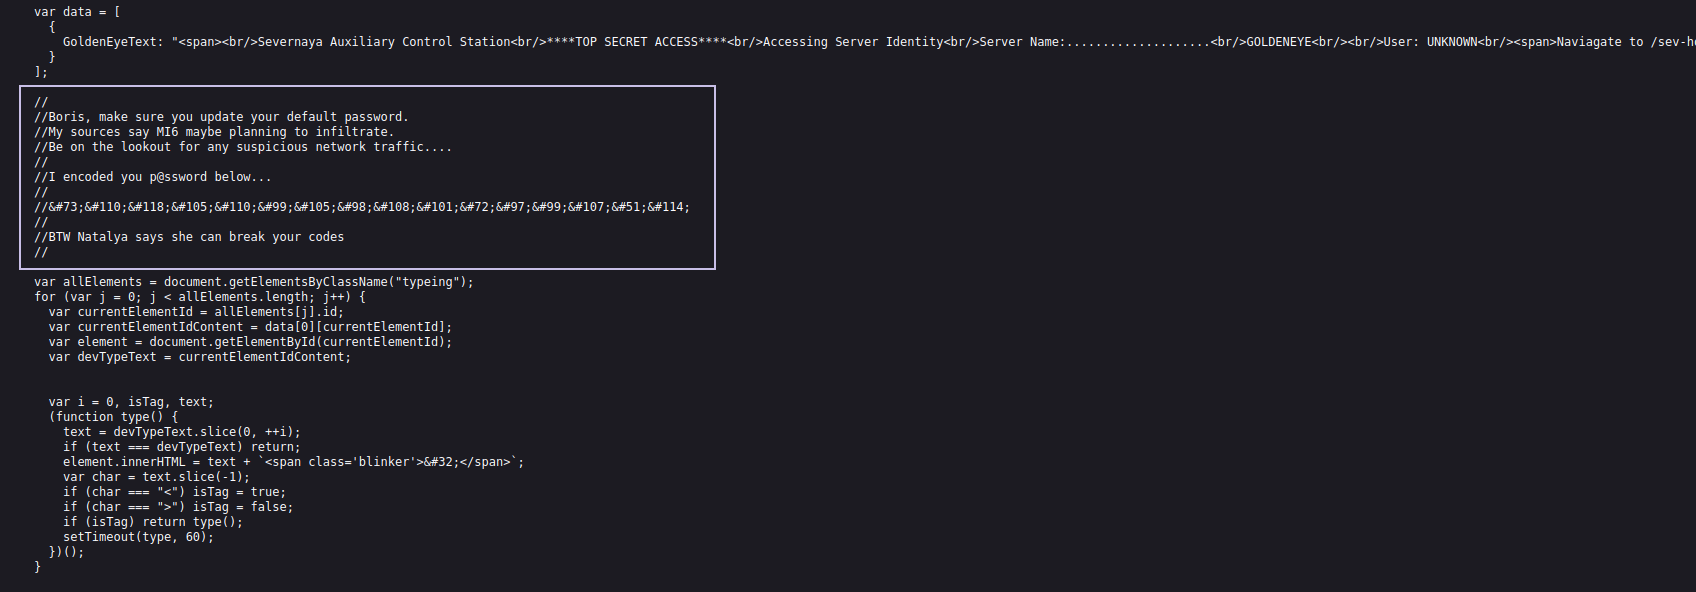 var data = [
  {
    GoldenEyeText: "<span><br/>Severnaya Auxiliary Control Station<br/>****TOP SECRET ACCESS****<br/>Accessing Server Identity<br/>Server Name:....................<br/>GOLDENEYE<br/><br/>User: UNKNOWN<br/><span>Naviagate to /sev-h
  }
];
//
//Boris, make sure you update your default password.
//My sources say MI6 maybe planning to infiltrate.
//Be on the lookout for any suspicious network traffic....
//
//I encoded you p@ssword below...
//
//&#73;&#110;&#118;&#105;&#110;&#99;&#105;&#98;&#108;&#101;&#72;&#97;&#99;&#107;&#51;&#114;
//
//BTW Natalya says she can break your codes
//
var allElements = document.getElementsByClassName("typeing");
for (var j = 0; j < allElements.length; j++) {
  var currentElementId = allElements[j].id;
  var currentElementIdContent = data[0][currentElementId];
  var element = document.getElementById(currentElementId);
  var devTypeText = currentElementIdContent;
  var i = 0, isTag, text;
  (function type() {
    text = devTypeText.slice(0, ++i);
    if (text === devTypeText) return;
    element.innerHTML = text + `<span class='blinker'>&#32;</span>`;
    var char = text.slice(-1);
    if (char === "<") isTag = true;
    if (char === ">") isTag = false;
    if (isTag) return type();
    setTimeout(type, 60);
  })();
}